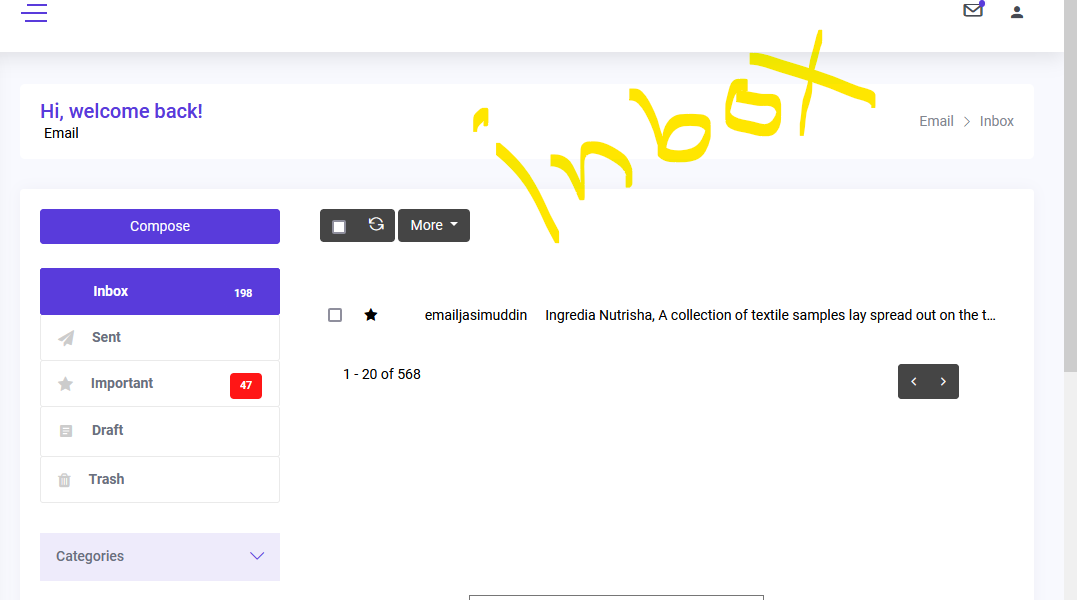 inbox
Hi, welcome back!
Email
Email > Inbox
Compose
More
Inbox 198
Sent
Important 47
Draft
Trash
Categories
emailjasimuddin Ingredia Nutrisha, A collection of textile samples lay spread out on the t...
1 - 20 of 568